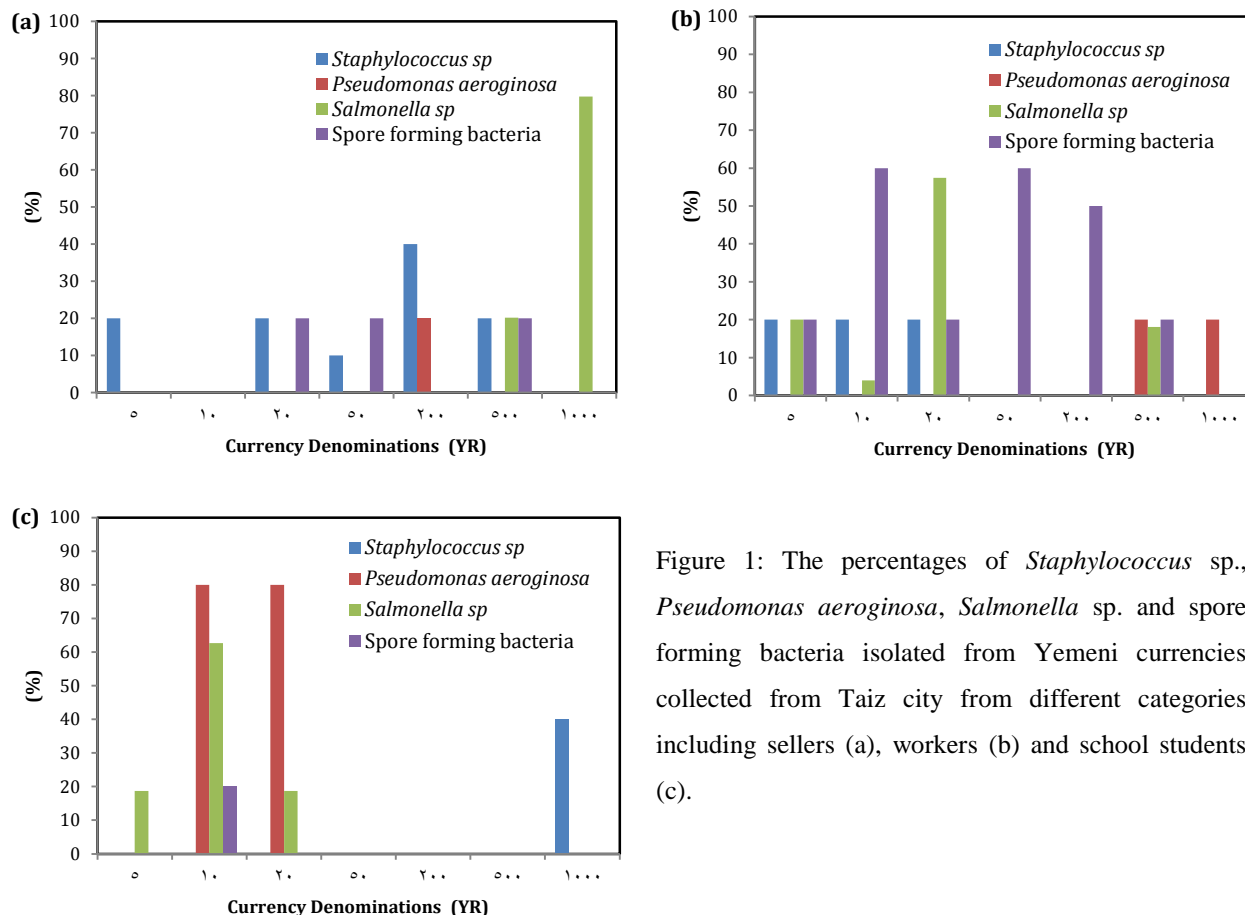 (a)
100
90
80
70
60
50
40
30
20
10
0
(%)
Staphylococcus sp
Pseudomonas aeroginosa
Salmonella sp
Spore forming bacteria
٥ ١٠ ٢٠ ٥٠ ٢٠٠ ٥٠٠ ١٠٠٠
Currency Denominations (YR)
(b)
100
90
80
70
60
50
40
30
20
10
0
(%)
Staphylococcus sp
Pseudomonas aeroginosa
Salmonella sp
Spore forming bacteria
٥ ١٠ ٢٠ ٥٠ ٢٠٠ ٥٠٠ ١٠٠٠
Currency Denominations (YR)
(c)
100
90
80
70
60
50
40
30
20
10
0
(%)
Staphylococcus sp
Pseudomonas aeroginosa
Salmonella sp
Spore forming bacteria
٥ ١٠ ٢٠ ٥٠ ٢٠٠ ٥٠٠ ١٠٠٠
Currency Denominations (YR)
Figure 1: The percentages of Staphylococcus sp.,
Pseudomonas aeroginosa, Salmonella sp. and spore
forming bacteria isolated from Yemeni currencies
collected from Taiz city from different categories
including sellers (a), workers (b) and school students
(c).